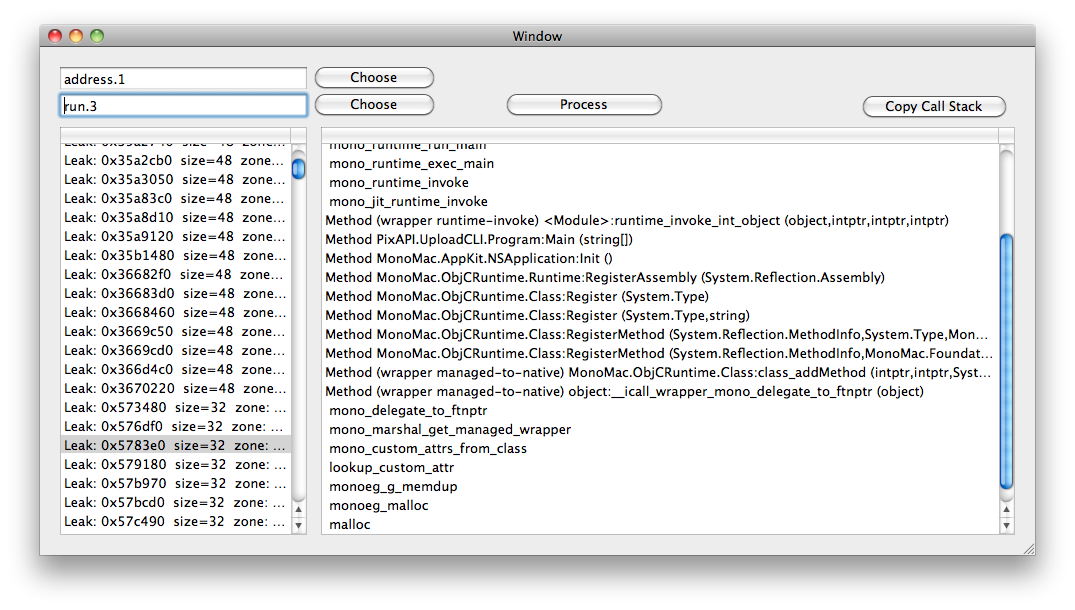 Window
address.1
Choose
run.3
Choose
Process
Copy Call Stack
Leak: 0x35a2cb0 size=48 zone...
Leak: 0x35a3050 size=48 zone...
Leak: 0x35a83c0 size=48 zone...
Leak: 0x35a8d10 size=48 zone...
Leak: 0x35a9120 size=48 zone...
Leak: 0x35b1480 size=48 zone...
Leak: 0x36682f0 size=48 zone...
Leak: 0x36683d0 size=48 zone...
Leak: 0x3668460 size=48 zone...
Leak: 0x3669c50 size=48 zone...
Leak: 0x3669cd0 size=48 zone...
Leak: 0x366d4c0 size=48 zone...
Leak: 0x3670220 size=48 zone...
Leak: 0x573480 size=32 zone: ...
Leak: 0x576df0 size=32 zone: ...
Leak: 0x5783e0 size=32 zone: ...
Leak: 0x579180 size=32 zone: ...
Leak: 0x57b970 size=32 zone: ...
Leak: 0x57bcd0 size=32 zone: ...
Leak: 0x57c490 size=32 zone: ...
mono_runtime_run_main
mono_runtime_exec_main
mono_runtime_invoke
mono_jit_runtime_invoke
Method (wrapper runtime-invoke) <Module>:runtime_invoke_int_object (object,intptr,intptr,intptr)
Method PixAPI.UploadCLI.Program:Main (string[])
Method MonoMac.AppKit.NSApplication:Init ()
Method MonoMac.ObjCRuntime.Runtime:RegisterAssembly (System.Reflection.Assembly)
Method MonoMac.ObjCRuntime.Class:Register (System.Type)
Method MonoMac.ObjCRuntime.Class:Register (System.Type,string)
Method MonoMac.ObjCRuntime.Class:RegisterMethod (System.Reflection.MethodInfo,System.Type,Mon...
Method MonoMac.ObjCRuntime.Class:RegisterMethod (System.Reflection.MethodInfo,MonoMac.Foundat...
Method (wrapper managed-to-native) MonoMac.ObjCRuntime.Class:class_addMethod (intptr,intptr,Syst...
Method (wrapper managed-to-native) object:__icall_wrapper_mono_delegate_to_ftnptr (object)
mono_delegate_to_ftnptr
mono_marshal_get_managed_wrapper
mono_custom_attrs_from_class
lookup_custom_attr
monoeg_g_memdup
monoeg_malloc
malloc